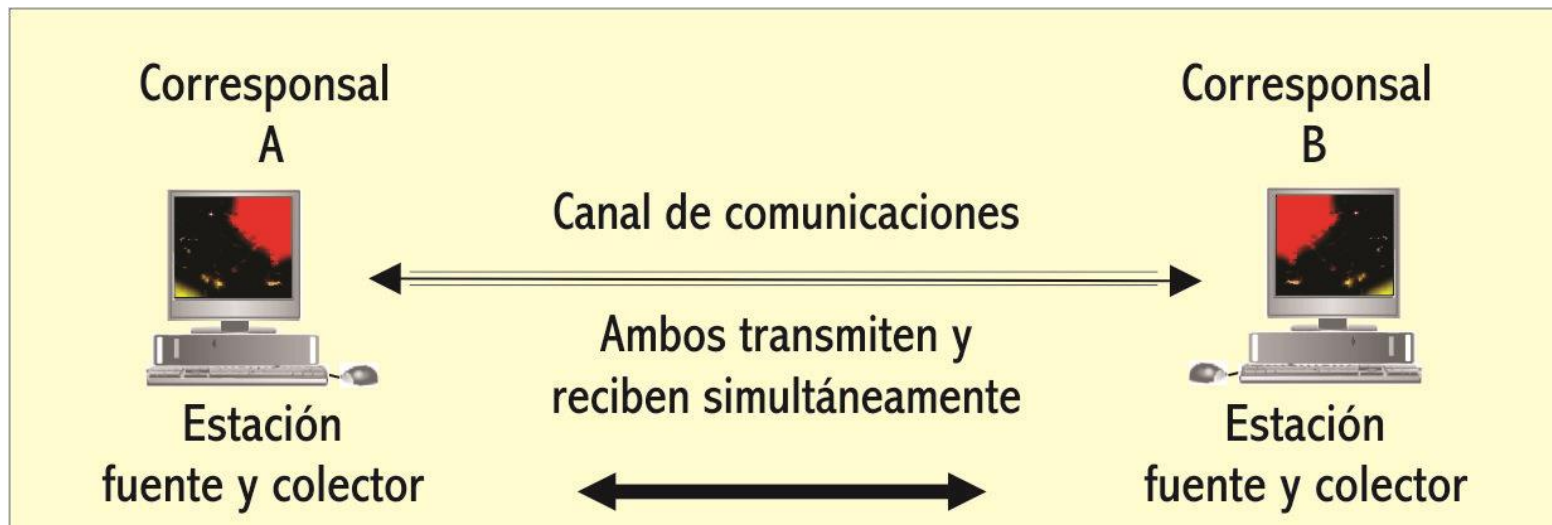 Corresponsal
A
Corresponsal
B
Canal de comunicaciones
Ambos transmiten y
reciben simultáneamente
Estación
fuente y colector
Estación
fuente y colector